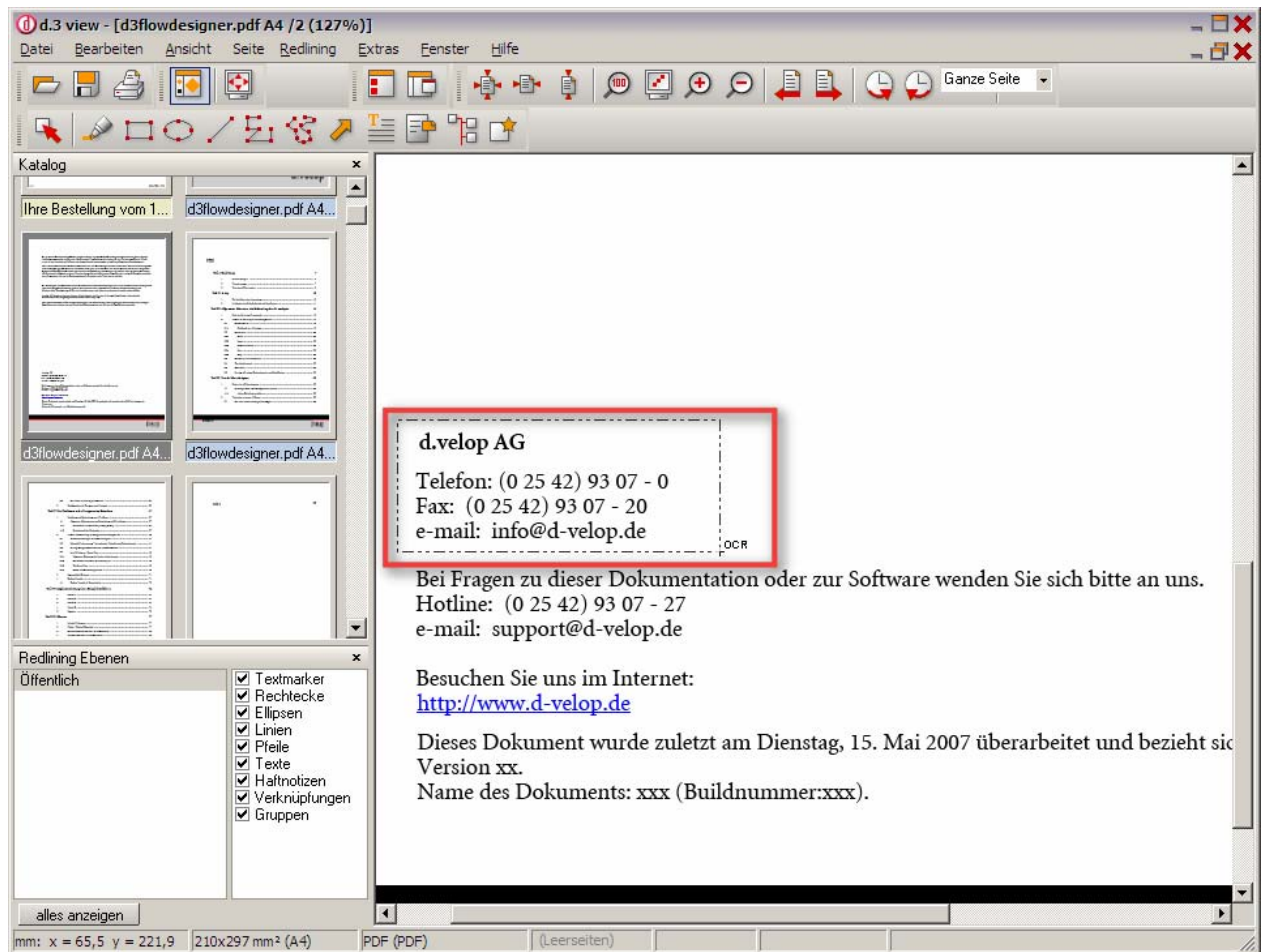 d.3 view - [d3flowdesigner.pdf A4 /2 (127%)]
Datei Bearbeiten Ansicht Seite Redlining Extras Fenster Hilfe
100 Ganze Seite
Katalog
Ihre Bestellung vom 1... d3flowdesigner.pdf A4...
d3flowdesigner.pdf A4... d3flowdesigner.pdf A4...
Redlining Ebenen
Öffentlich
Textmarker
Rechtecke
Ellipsen
Linien
Pfeile
Texte
Haftnotizen
Verknüpfungen
Gruppen
alles anzeigen
d.velop AG
Telefon: (0 25 42) 93 07 - 0
Fax: (0 25 42) 93 07 - 20
e-mail: info@d-velop.de
OCR
Bei Fragen zu dieser Dokumentation oder zur Software wenden Sie sich bitte an uns.
Hotline: (0 25 42) 93 07 - 27
e-mail: support@d-velop.de
Besuchen Sie uns im Internet:
http://www.d-velop.de
Dieses Dokument wurde zuletzt am Dienstag, 15. Mai 2007 überarbeitet und bezieht sic
Version xx.
Name des Dokuments: xxx (Buildnummer:xxx).
mm: x = 65,5 y = 221,9 210x297 mm² (A4) PDF (PDF) (Leerseiten)